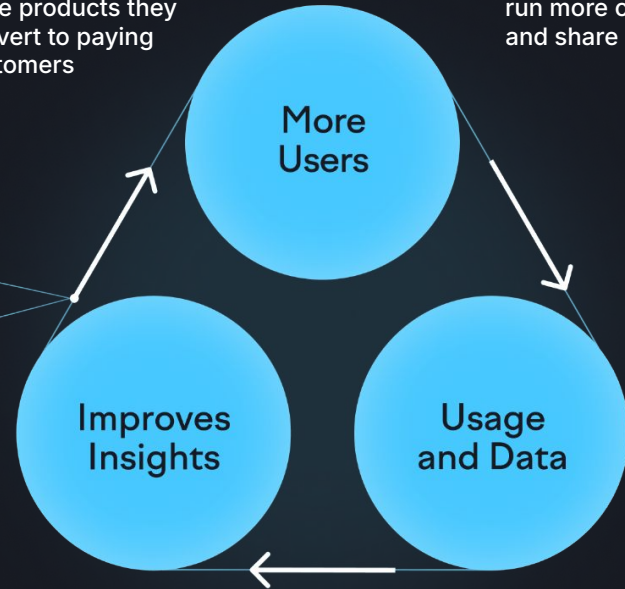 e products they
vert to paying
tomers
run more
and share
More
Users
Improves
Insights
Usage
and Data